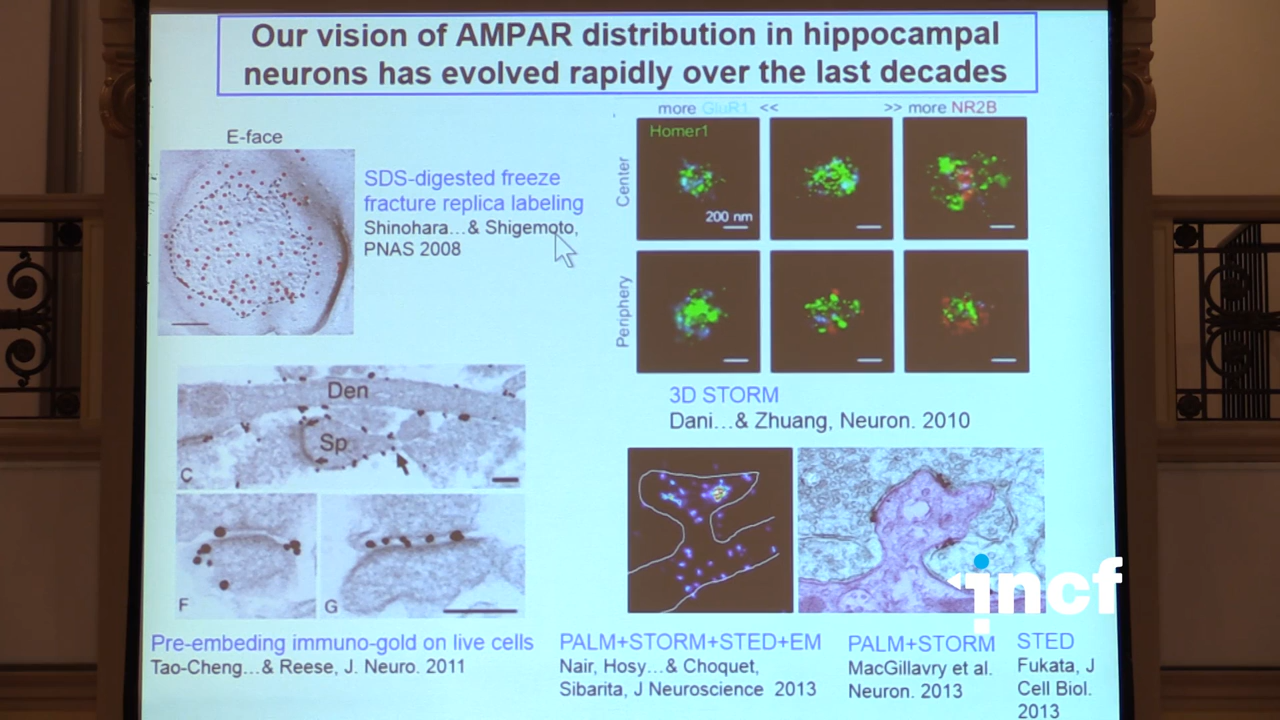 Our vision of AMPAR distribution in hippocampal
neurons has evolved rapidly over the last decades
E-face
SDS-digested freeze
fracture replica labeling
Shinohara...& Shigemoto,
PNAS 2008
Den
Sp
C
F
G
Pre-embeding immuno-gold on live cells
Tao-Cheng...& Reese, J. Neuro. 2011
more GluR1 << >> more NR2B
Homer1
Center
200 nm
Periphery
3D STORM
Dani...& Zhuang, Neuron. 2010
PALM+STORM+STED+EM
Nair, Hosy...& Choquet,
Sibarita, J Neuroscience 2013
PALM+STORM
MacGillavry et al.
Neuron. 2013
STED
Fukata, J
Cell Biol.
2013
incf